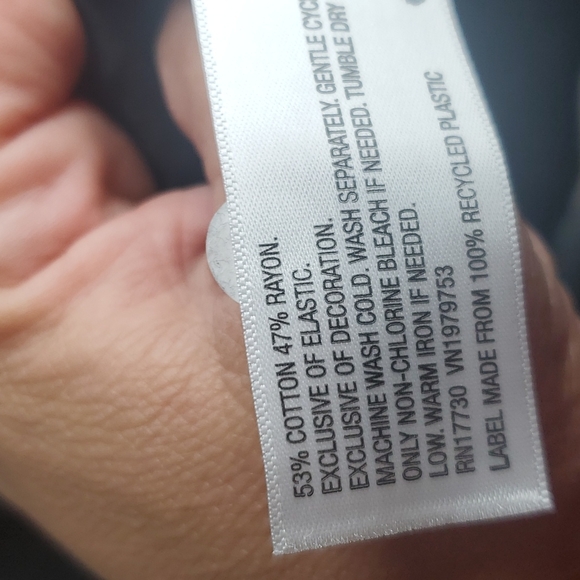 53% COTTON 47% RAYON.
EXCLUSIVE OF ELASTIC.
EXCLUSIVE OF DECORATION.
MACHINE WASH COLD. WASH SEPARATELY. GENTLE
ONLY NON-CHLORINE BLEACH IF NEEDED. TUMBLE DRY
LOW. WARM IRON IF NEEDED.
RN17730 VN1979753
LABEL MADE FROM 100% RECYCLED PLASTIC